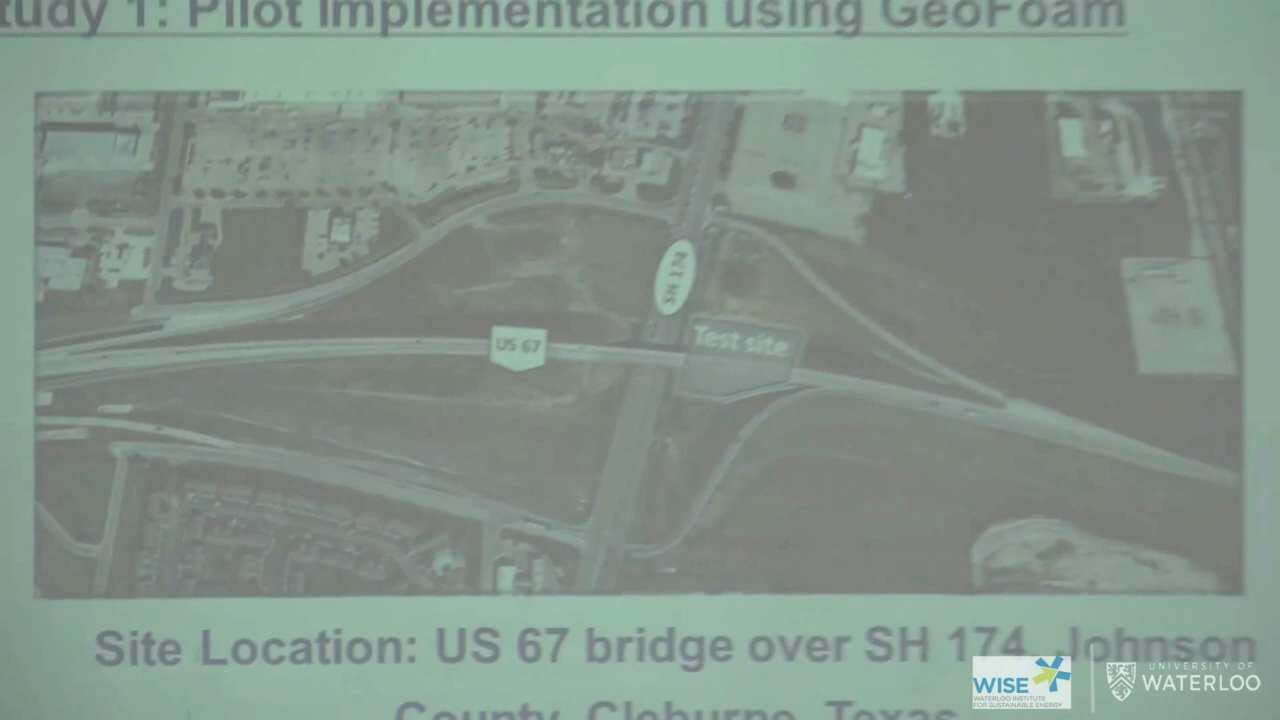 tudy 1: Pilot Implementation using GeoFoam
SH 174
US 67
Test site
Site Location: US 67 bridge over SH 174, Johnson
County, Cleburne, Texas
WISE
WATERLOO INSTITUTE
FOR SUSTAINABLE ENERGY
UNIVERSITY OF
WATERLOO